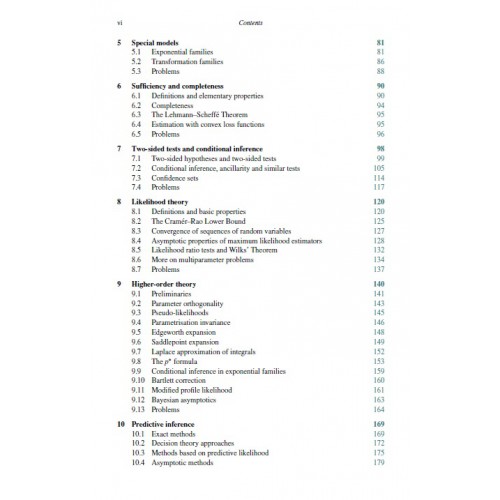 vi Contents
5 Special models 81
5.1 Exponential families 81
5.2 Transformation families 86
5.3 Problems 88
6 Sufficiency and completeness 90
6.1 Definitions and elementary properties 90
6.2 Completeness 94
6.3 The Lehmann–Scheffé Theorem 95
6.4 Estimation with convex loss functions 95
6.5 Problems 96
7 Two-sided tests and conditional inference 98
7.1 Two-sided hypotheses and two-sided tests 99
7.2 Conditional inference, ancillarity and similar tests 105
7.3 Confidence sets 114
7.4 Problems 117
8 Likelihood theory 120
8.1 Definitions and basic properties 120
8.2 The Cramér–Rao Lower Bound 125
8.3 Convergence of sequences of random variables 127
8.4 Asymptotic properties of maximum likelihood estimators 128
8.5 Likelihood ratio tests and Wilks' Theorem 132
8.6 More on multiparameter problems 134
8.7 Problems 137
9 Higher-order theory 140
9.1 Preliminaries 141
9.2 Parameter orthogonality 143
9.3 Pseudo-likelihoods 145
9.4 Parametrisation invariance 146
9.5 Edgeworth expansion 148
9.6 Saddlepoint expansion 149
9.7 Laplace approximation of integrals 152
9.8 The p* formula 153
9.9 Conditional inference in exponential families 159
9.10 Bartlett correction 160
9.11 Modified profile likelihood 161
9.12 Bayesian asymptotics 163
9.13 Problems 164
10 Predictive inference 169
10.1 Exact methods 169
10.2 Decision theory approaches 172
10.3 Methods based on predictive likelihood 175
10.4 Asymptotic methods 179